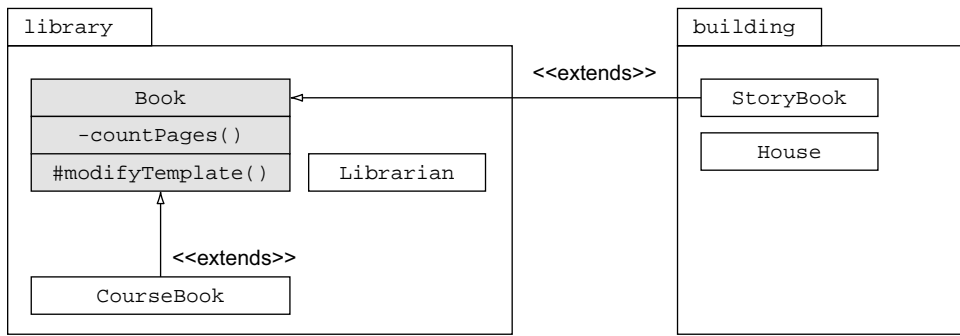 library
building
<<extends>>
Book
StoryBook
-countPages()
House
#modifyTemplate()
Librarian
<<extends>>
CourseBook